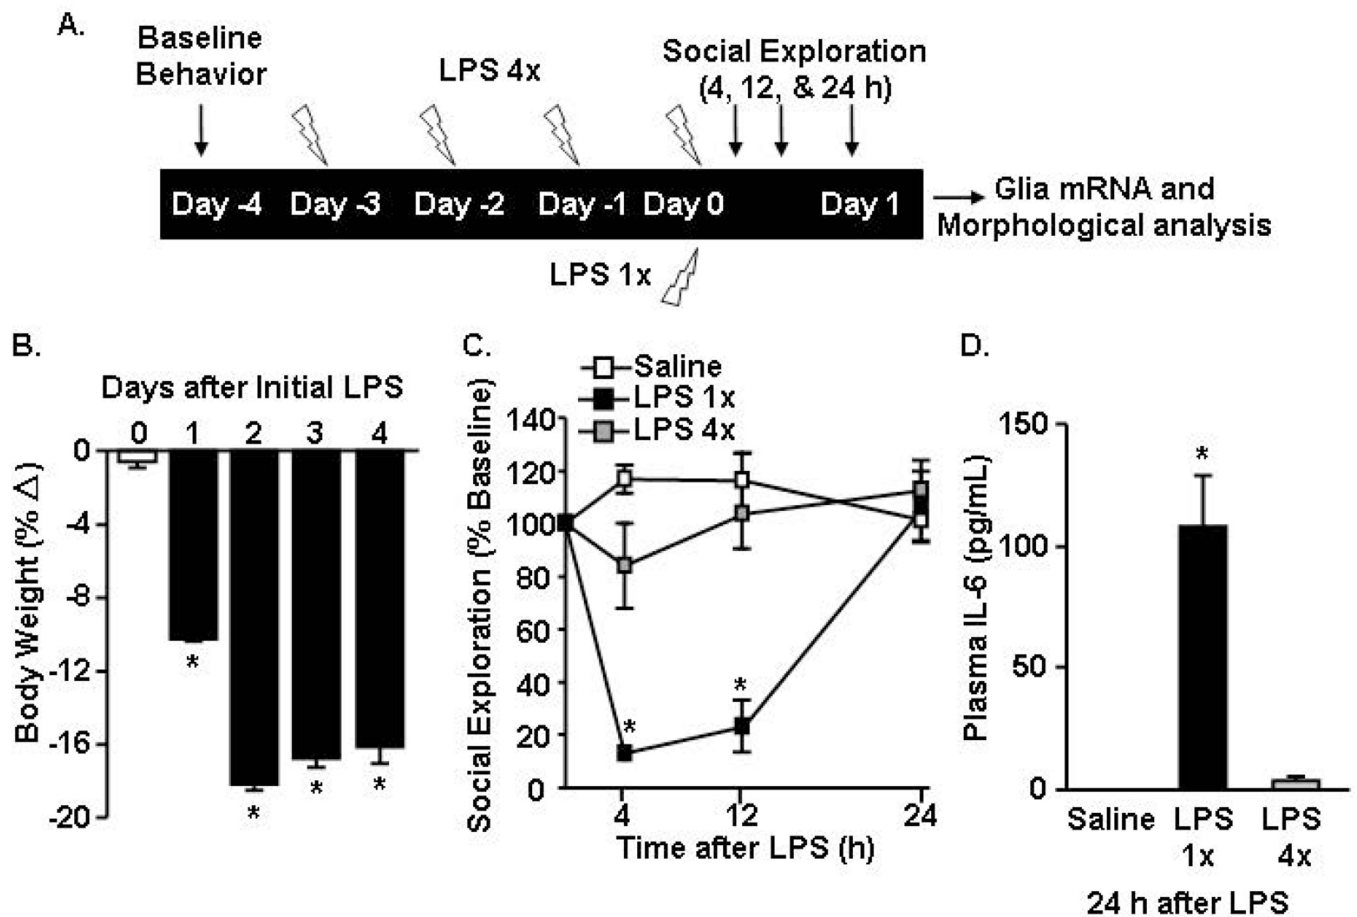 A.
Baseline
Behavior
LPS 4x
Social Exploration
(4, 12, & 24 h)
Day -4 Day -3 Day -2 Day -1 Day 0 Day 1
Glia mRNA and
Morphological analysis
LPS 1x
B.
Days after Initial LPS
0 1 2 3 4
Body Weight (% Δ)
0
-4
-8
-12
-16
-20
*
*
*
*
C.
Saline
LPS 1x
LPS 4x
Social Exploration (% Baseline)
140
120
100
80
60
40
20
0
*
*
4 12 24
Time after LPS (h)
D.
Plasma IL-6 (pg/mL)
150
100
50
0
*
Saline LPS LPS
1x 4x
24 h after LPS